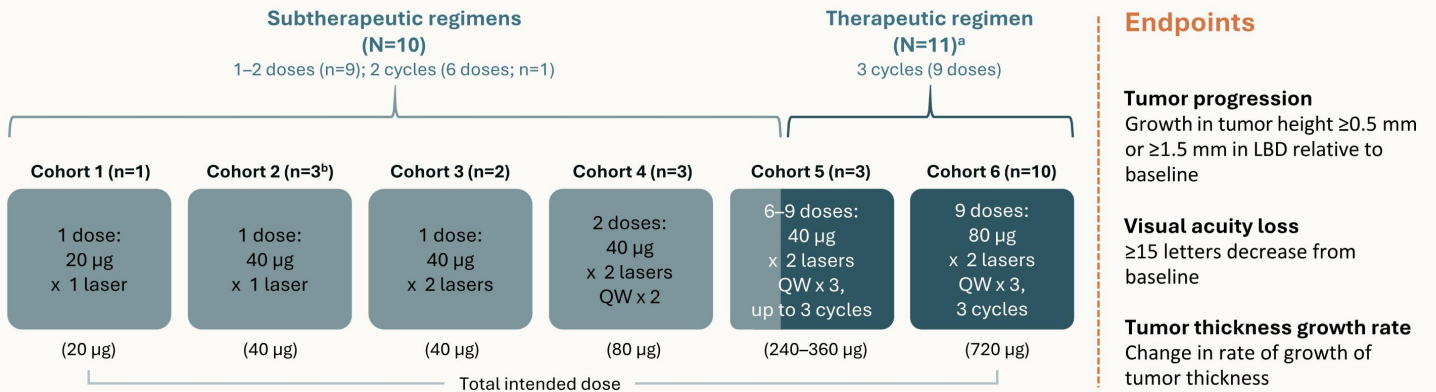 Subtherapeutic regimens
(N=10)
1–2 doses (n=9); 2 cycles (6 doses; n=1)
Therapeutic regimen
(N=11)ᵃ
3 cycles (9 doses)
Cohort 1 (n=1)
1 dose:
20 µg
x 1 laser
(20 µg)
Cohort 2 (n=3ᵇ)
1 dose:
40 µg
x 1 laser
(40 µg)
Cohort 3 (n=2)
1 dose:
40 µg
x 2 lasers
(40 µg)
Cohort 4 (n=3)
2 doses:
40 µg
x 2 lasers
QW x 2
(80 µg)
Cohort 5 (n=3)
6–9 doses:
40 µg
x 2 lasers
QW x 3,
up to 3 cycles
(240–360 µg)
Cohort 6 (n=10)
9 doses:
80 µg
x 2 lasers
QW x 3,
3 cycles
(720 µg)
Total intended dose
Endpoints
Tumor progression
Growth in tumor height ≥0.5 mm
or ≥1.5 mm in LBD relative to
baseline
Visual acuity loss
≥15 letters decrease from
baseline
Tumor thickness growth rate
Change in rate of growth of
tumor thickness